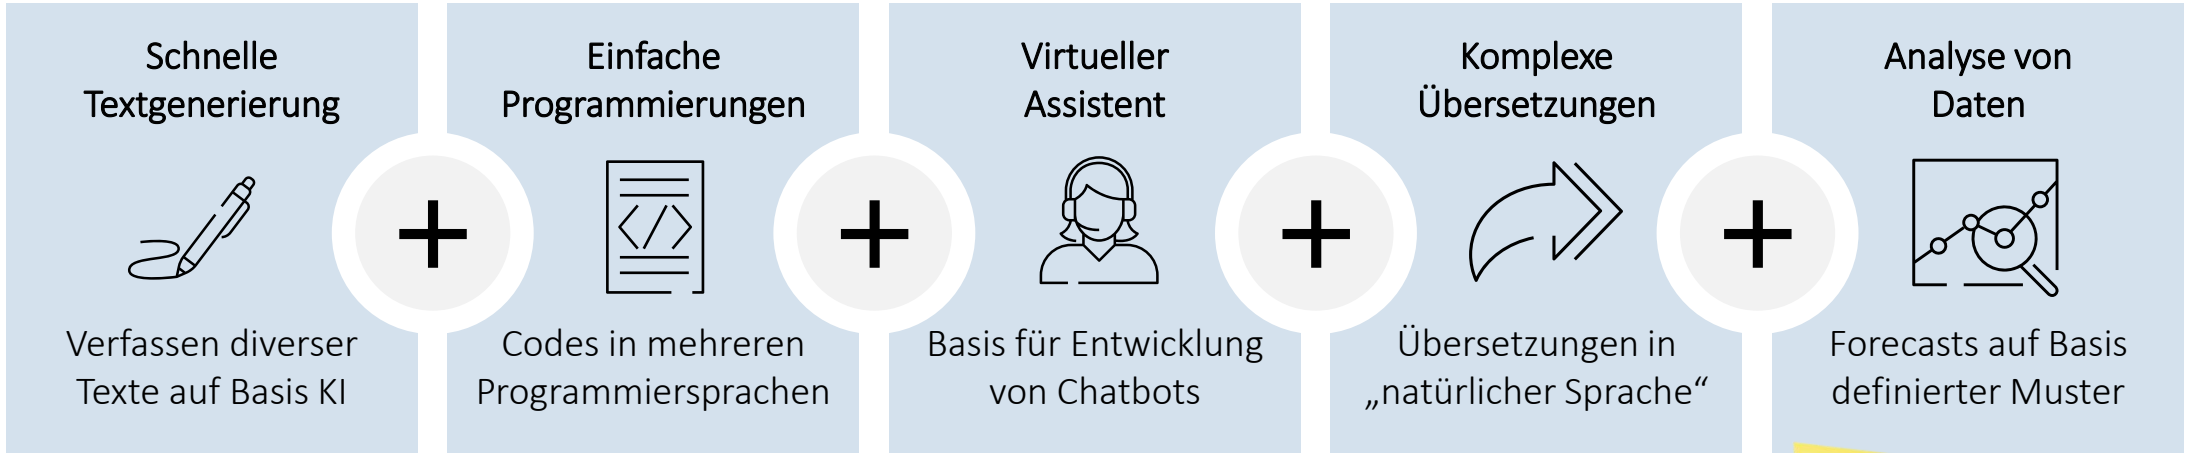 Schnelle
Textgenerierung
Verfassen diverser
Texte auf Basis KI
Einfache
Programmierungen
Codes in mehreren
Programmiersprachen
Virtueller
Assistent
Basis für Entwicklung
von Chatbots
Komplexe
Übersetzungen
Übersetzungen in
„natürlicher Sprache“
Analyse von
Daten
Forecasts auf Basis
definierter Muster